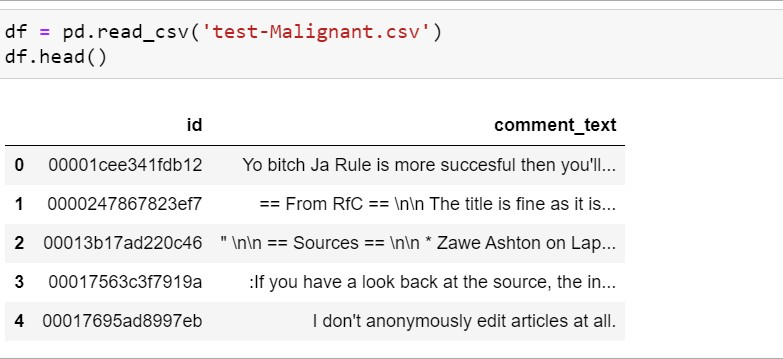 df = pd.read_csv('test-Malignant.csv')
df.head()
id comment_text
0 00001cee341fdb12 Yo bitch Ja Rule is more succesful then you'll...
1 0000247867823ef7 == From RfC == \n\n The title is fine as it is...
2 00013b17ad220c46 " \n\n == Sources == \n\n * Zawe Ashton on Lap...
3 00017563c3f7919a :If you have a look back at the source, the in...
4 00017695ad8997eb I don't anonymously edit articles at all.